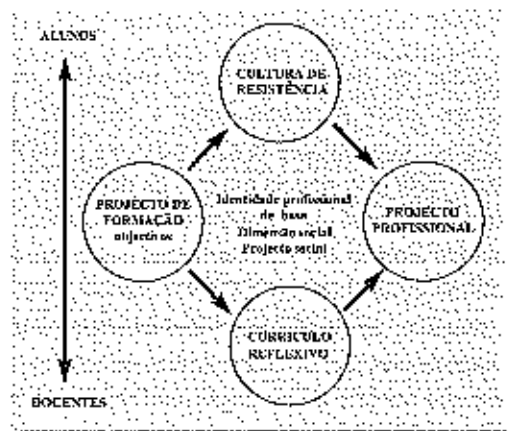 ALUNOS
CULTURA DE
RESISTÊNCIA
PROJECTO DE
FORMAÇÃO
objectivos
Identidade profissional
de base
Dimensão social
Projecto social
PROJECTO
PROFISSIONAL
CURRICULO
REFLEXIVO
DOCENTES